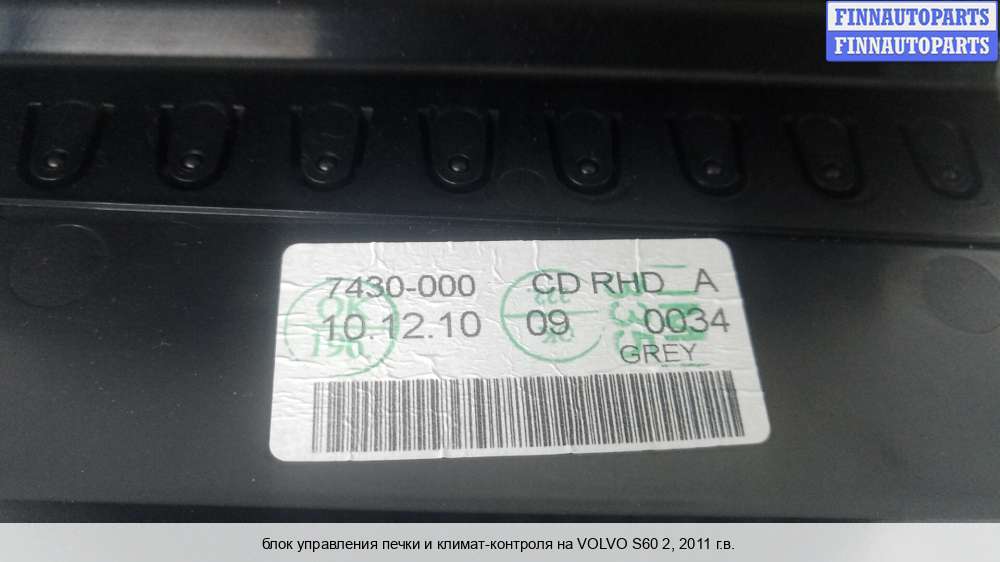 FINNAUTOPARTS
FINNAUTOPARTS
7430-000 CD RHD A
10.12.10 09 0034
GREY
OK
блок управления печки и климат-контроля на VOLVO S60 2, 2011 г.в.